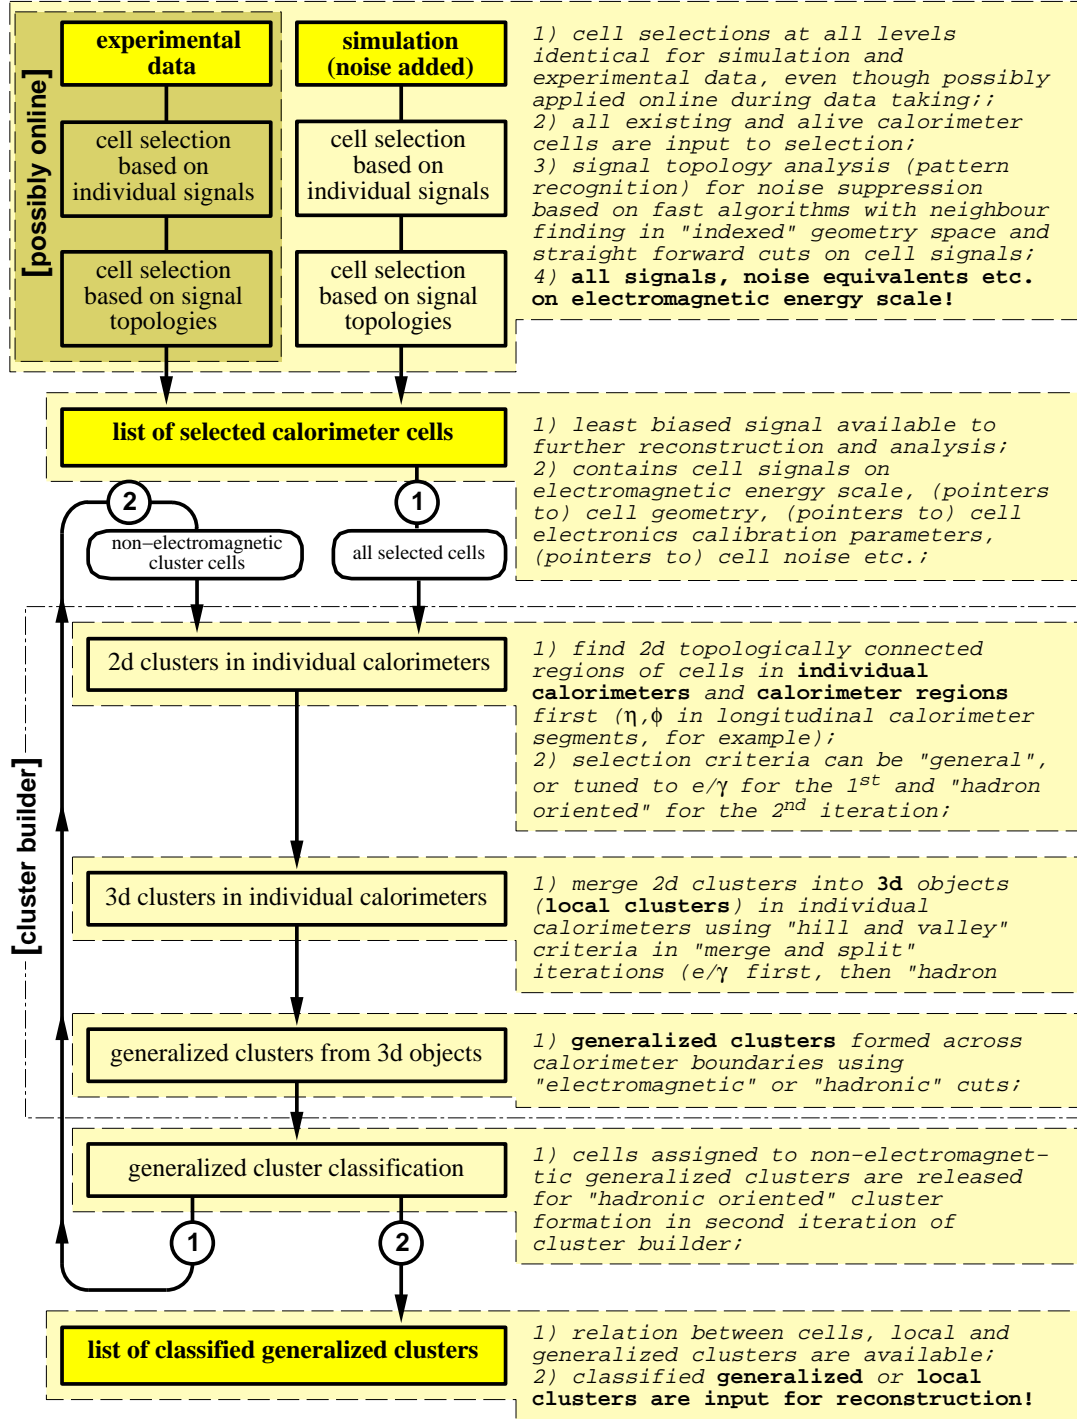 [possibly online]
experimental
data
cell selection
based on
individual signals
cell selection
based on signal
topologies
simulation
(noise added)
cell selection
based on
individual signals
cell selection
based on signal
topologies
1) cell selections at all levels
identical for simulation and
experimental data, even though possibly
applied online during data taking;;
2) all existing and alive calorimeter
cells are input to selection;
3) signal topology analysis (pattern
recognition) for noise suppression
based on fast algorithms with neighbour
finding in "indexed" geometry space and
straight forward cuts on cell signals;
4) all signals, noise equivalents etc.
on electromagnetic energy scale!
list of selected calorimeter cells
1) least biased signal available to
further reconstruction and analysis;
2) contains cell signals on
electromagnetic energy scale, (pointers
to) cell geometry, (pointers to) cell
electronics calibration parameters,
(pointers to) cell noise etc.;
2
1
non-electromagnetic
cluster cells
all selected cells
[cluster builder]
2d clusters in individual calorimeters
1) find 2d topologically connected
regions of cells in individual
calorimeters and calorimeter regions
first (η,ϕ in longitudinal calorimeter
segments, for example);
2) selection criteria can be "general",
or tuned to e/γ for the 1st and "hadron
oriented" for the 2nd iteration;
3d clusters in individual calorimeters
1) merge 2d clusters into 3d objects
(local clusters) in individual
calorimeters using "hill and valley"
criteria in "merge and split"
iterations (e/γ first, then "hadron
generalized clusters from 3d objects
1) generalized clusters formed across
calorimeter boundaries using
"electromagnetic" or "hadronic" cuts;
generalized cluster classification
1) cells assigned to non-electromagnet-
tic generalized clusters are released
for "hadronic oriented" cluster
formation in second iteration of
cluster builder;
1
2
list of classified generalized clusters
1) relation between cells, local and
generalized clusters are available;
2) classified generalized or local
clusters are input for reconstruction!